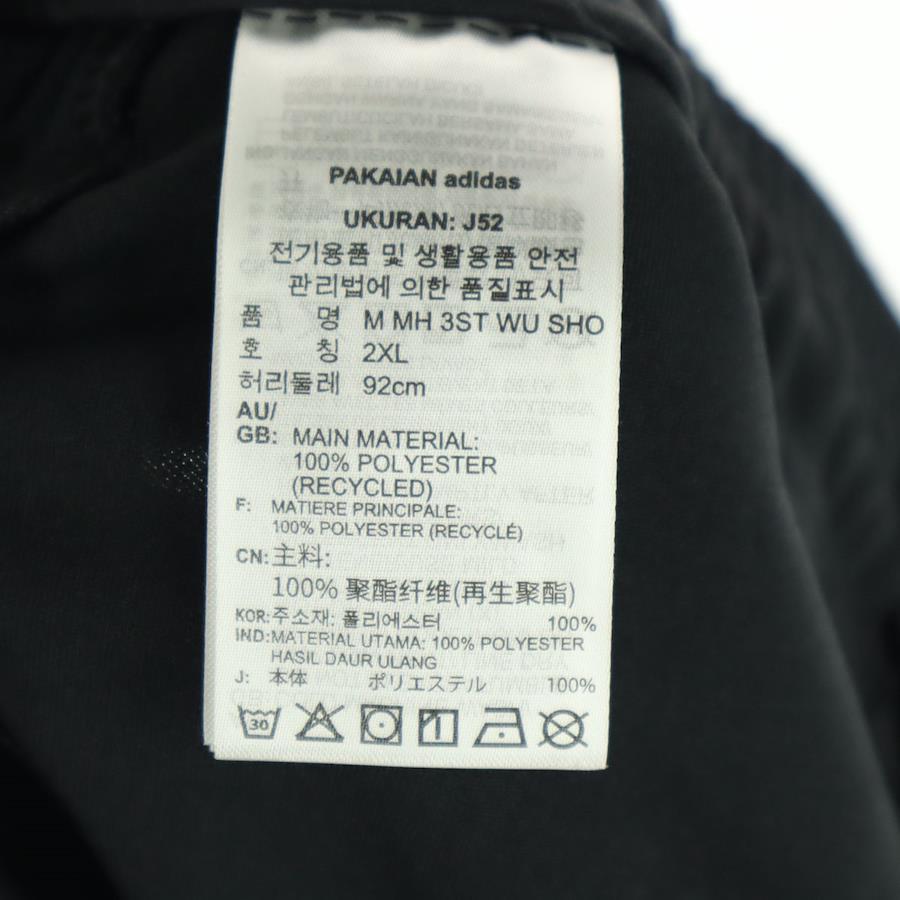 PAKAIAN adidas
UKURAN: J52
전기용품 및 생활용품 안전
관리법에 의한 품질표시
품 명 M MH 3ST WU SHO
호 칭 2XL
허리둘레 92cm
AU/
GB: MAIN MATERIAL:
100% POLYESTER
(RECYCLED)
F: MATIERE PRINCIPALE:
100% POLYESTER (RECYCLÉ)
CN: 主料:
100% 聚酯纤维(再生聚酯)
KOR: 주소재: 폴리에스터 100%
IND: MATERIAL UTAMA: 100% POLYESTER
HASIL DAUR ULANG
J: 本体 ポリエステル 100%
30